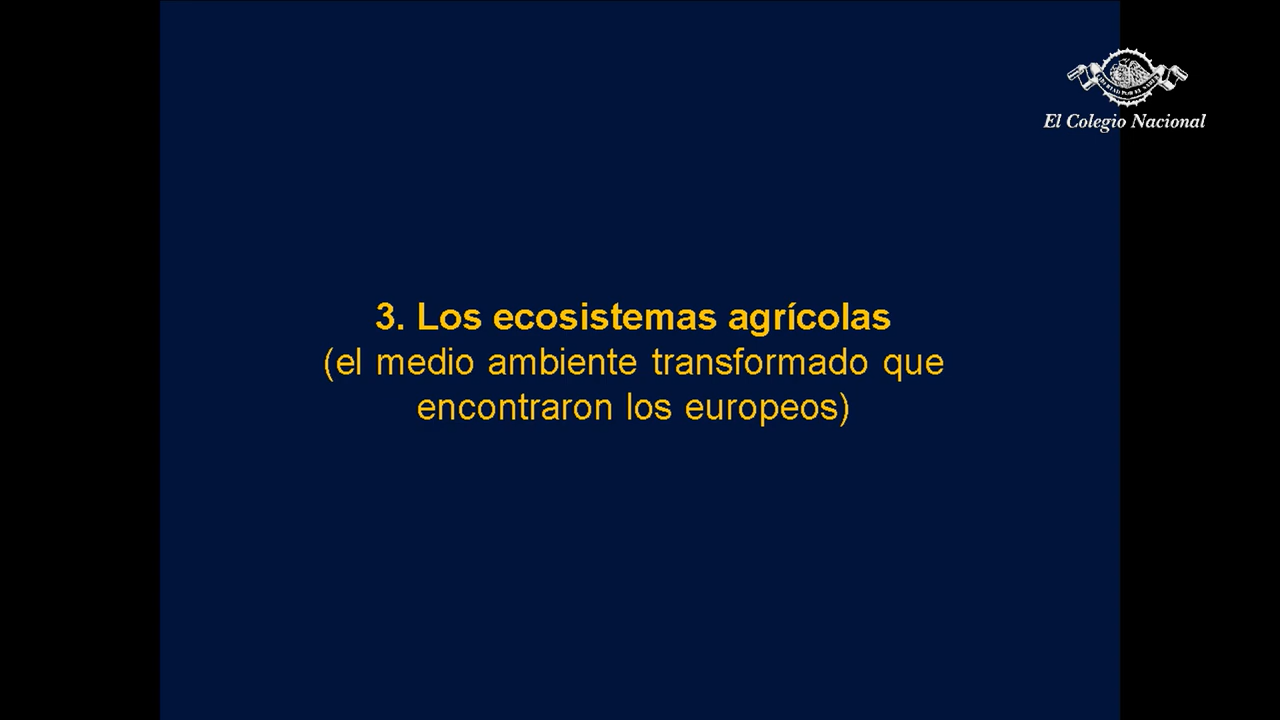 El Colegio Nacional
3. Los ecosistemas agrícolas
(el medio ambiente transformado que
encontraron los europeos)